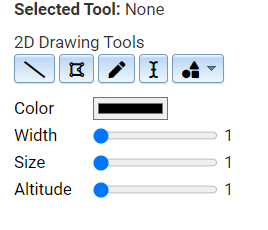 Selected Tool: None
2D Drawing Tools
Color
Width 1
Size 1
Altitude 1